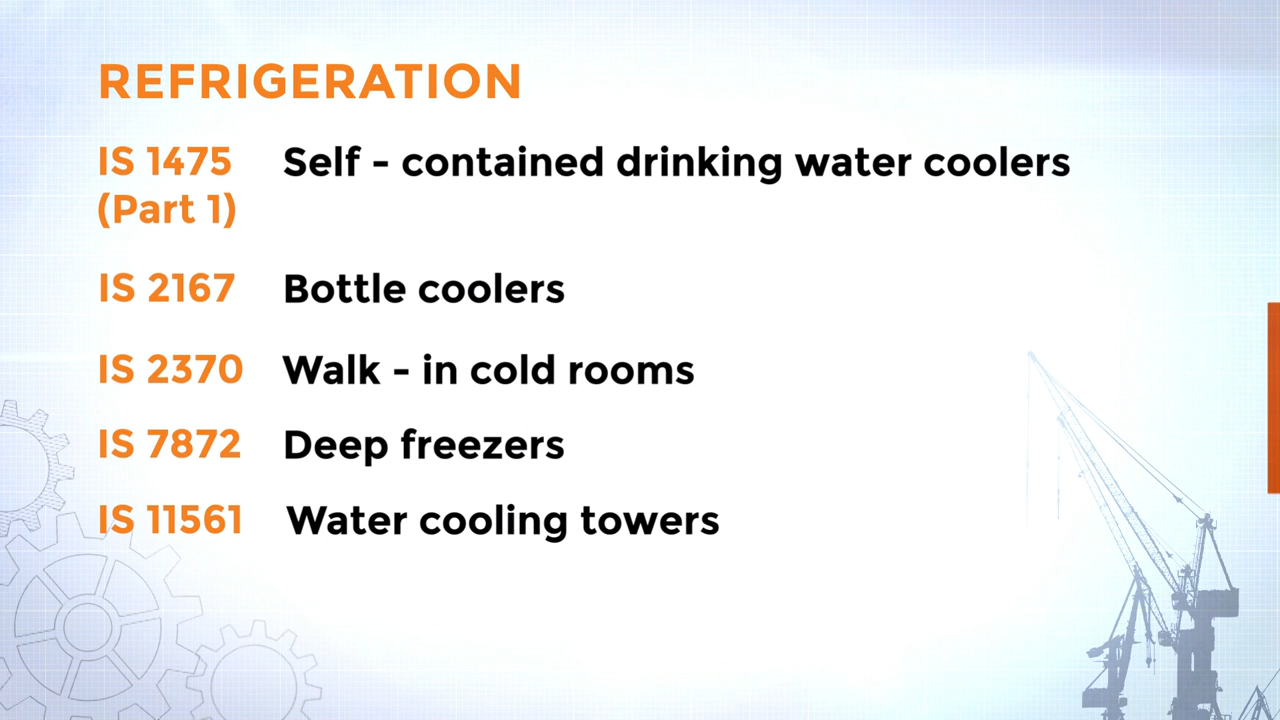 REFRIGERATION
IS 1475 Self - contained drinking water coolers
(Part 1)
IS 2167 Bottle coolers
IS 2370 Walk - in cold rooms
IS 7872 Deep freezers
IS 11561 Water cooling towers